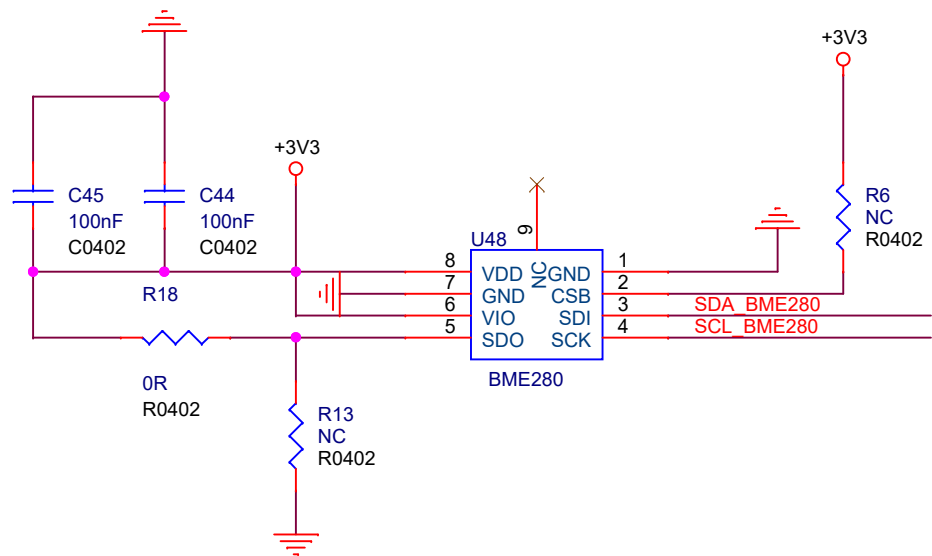 +3V3
C45
100nF
C0402
C44
100nF
C0402
+3V3
R6
NC
R0402
U48
9
NC
8
7
6
5
VDD
GND
VIO
SDO
GND
CSB
SDI
SCK
1
2
3
4
SDA_BME280
SCL_BME280
BME280
R18
0R
R0402
R13
NC
R0402